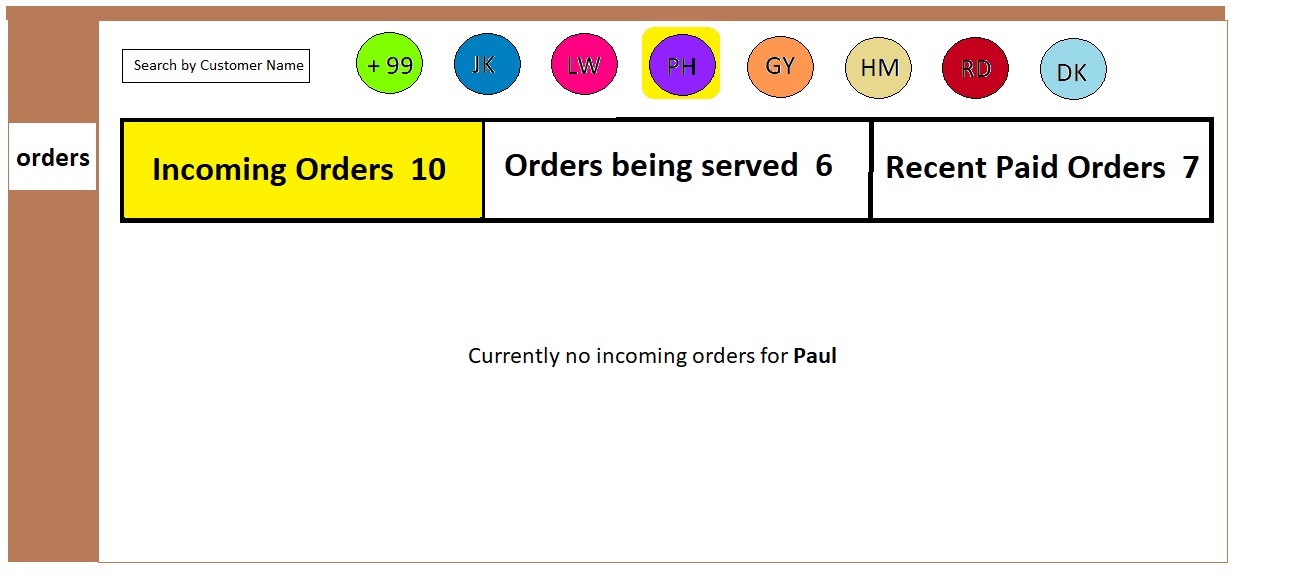 Search by Customer Name
+ 99
JK
LW
PH
GY
HM
RD
DK
orders
Incoming Orders 10
Orders being served 6
Recent Paid Orders 7
Currently no incoming orders for Paul